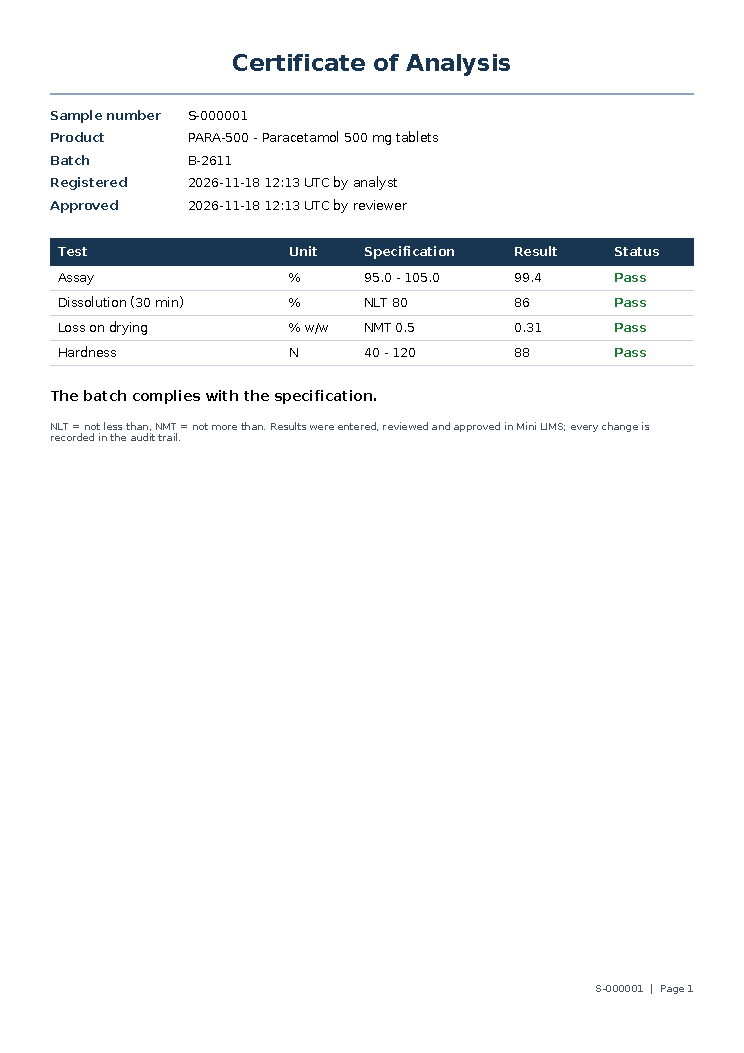 Certificate of Analysis
Sample number S-000001
Product PARA-500 - Paracetamol 500 mg tablets
Batch B-2611
Registered 2026-11-18 12:13 UTC by analyst
Approved 2026-11-18 12:13 UTC by reviewer
Test Unit Specification Result Status
Assay % 95.0 - 105.0 99.4 Pass
Dissolution (30 min) % NLT 80 86 Pass
Loss on drying % w/w NMT 0.5 0.31 Pass
Hardness N 40 - 120 88 Pass
The batch complies with the specification.
NLT = not less than, NMT = not more than. Results were entered, reviewed and approved in Mini LIMS; every change is
recorded in the audit trail.
S-000001 | Page 1